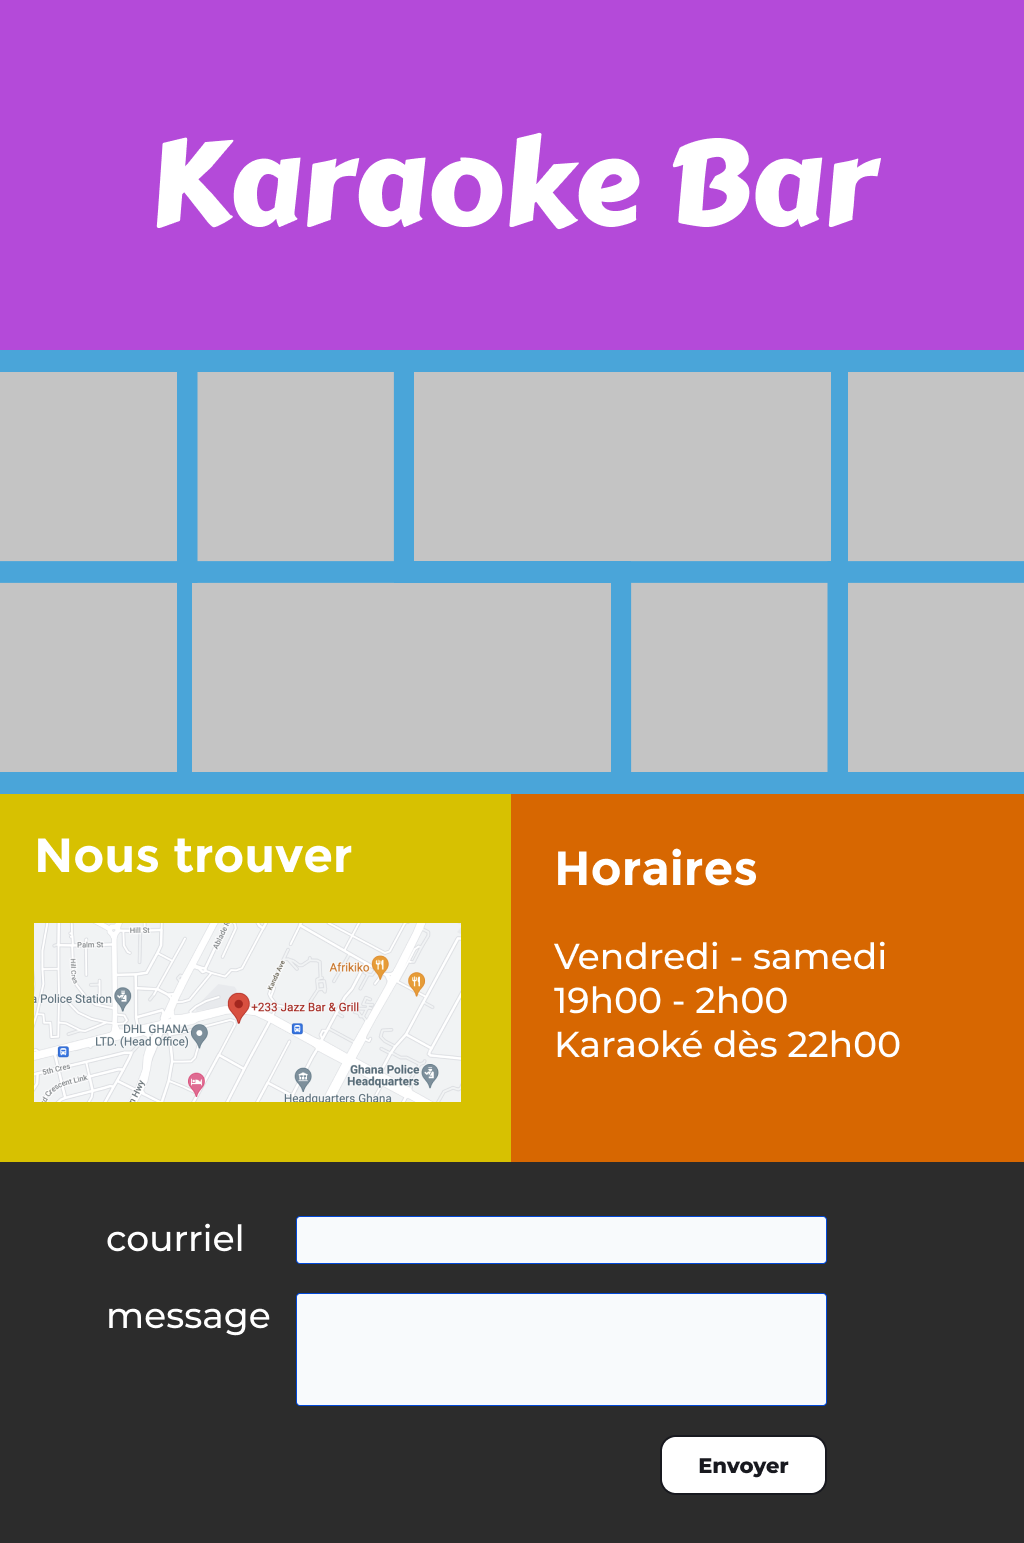 Karaoke Bar
Nous trouver
Hill St
Palm St
Hill Cres
Kanda Ave
Afrikiko
a Police Station
+233 Jazz Bar & Grill
DHL GHANA
LTD. (Head Office)
5th Cres
d Crescent Link
n Hwy
Ghana Police
Headquarters
Headquarters Ghana
Horaires
Vendredi - samedi
19h00 - 2h00
Karaoké dès 22h00
courriel
message
Envoyer